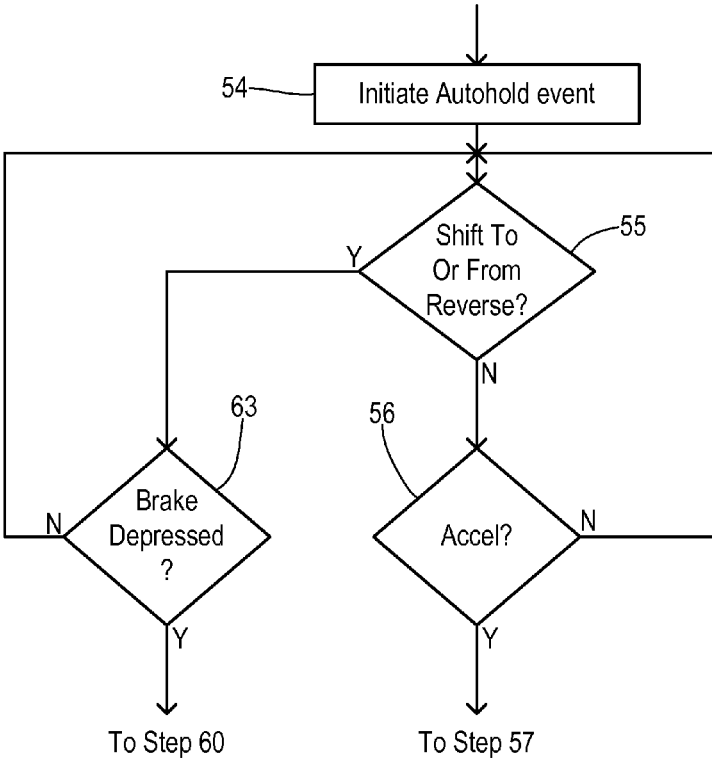 54
Initiate Autohold event
Shift To
Or From
Reverse?
55
Y
N
63
56
Brake
Depressed
?
N
Accel?
N
Y
Y
To Step 60
To Step 57